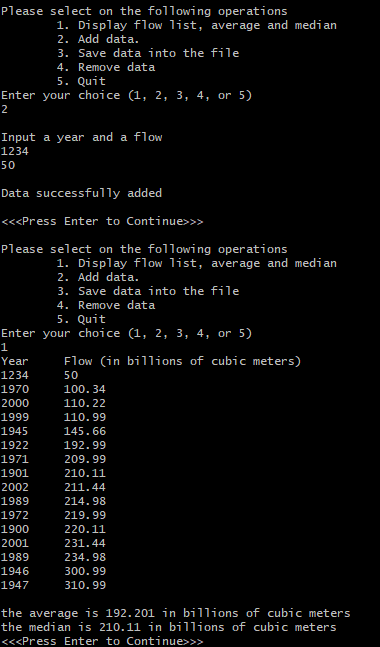 Please select on the following operations
1. Display flow list, average and median
2. Add data.
3. Save data into the file
4. Remove data
5. Quit
Enter your choice (1, 2, 3, 4, or 5)
2
Input a year and a flow
1234
50
Data successfully added
<<<Press Enter to Continue>>>
Please select on the following operations
1. Display flow list, average and median
2. Add data.
3. Save data into the file
4. Remove data
5. Quit
Enter your choice (1, 2, 3, 4, or 5)
1
Year Flow (in billions of cubic meters)
1234 50
1970 100.34
2000 110.22
1999 110.99
1945 145.66
1922 192.99
1971 209.99
1901 210.11
2002 211.44
1989 214.98
1972 219.99
1900 220.11
2001 231.44
1989 234.98
1946 300.99
1947 310.99
the average is 192.201 in billions of cubic meters
the median is 210.11 in billions of cubic meters
<<<Press Enter to Continue>>>